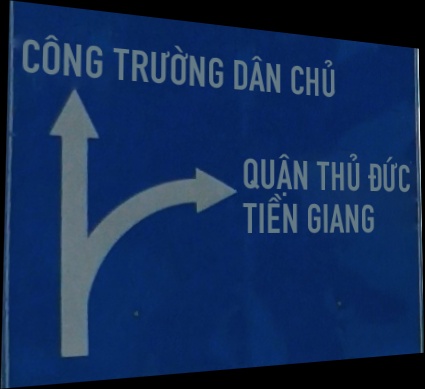 CÔNG TRƯỜNG DÂN CHỦ
QUẬN THỦ ĐỨC
TIỀN GIANG